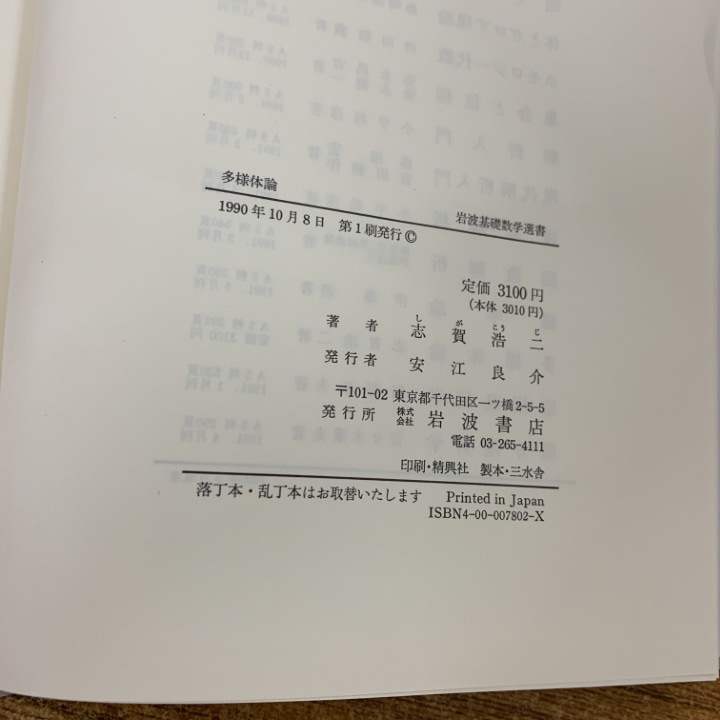 多様体論 岩波基礎数学選書
1990年10月8日 第1刷発行 ©
定価 3100円
(本体 3010円)
し が こう じ
著者 志賀浩二
発行者 安江良介
〒101-02 東京都千代田区一ツ橋2-5-5
発行所 株式会社 岩波書店
電話 03-265-4111
印刷・精興社 製本・三水舎
落丁本・乱丁本はお取替いたします Printed in Japan
ISBN4-00-007802-X